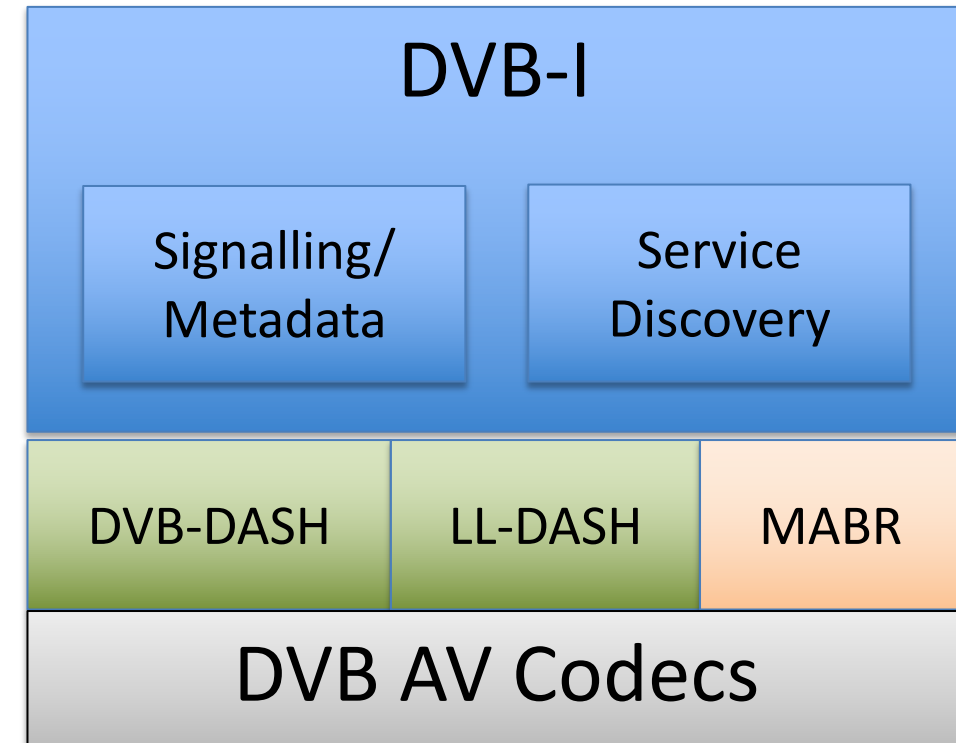 DVB-I
Signalling/
Metadata
Service
Discovery
DVB-DASH
LL-DASH
MABR
DVB AV Codecs